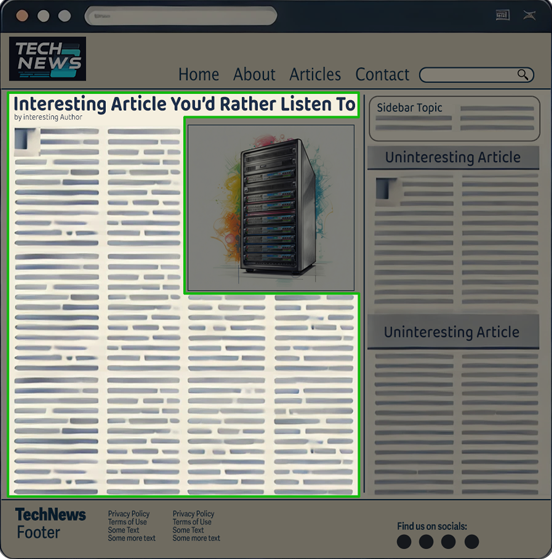 TECH
NEWS
Home About Articles Contact
Interesting Article You'd Rather Listen To
by interesting Author
Sidebar Topic
Uninteresting Article
Uninteresting Article
TechNews
Footer
Privacy Policy
Terms of Use
Some Text
Some more text
Privacy Policy
Terms of Use
Some Text
Some more text
Find us on socials: